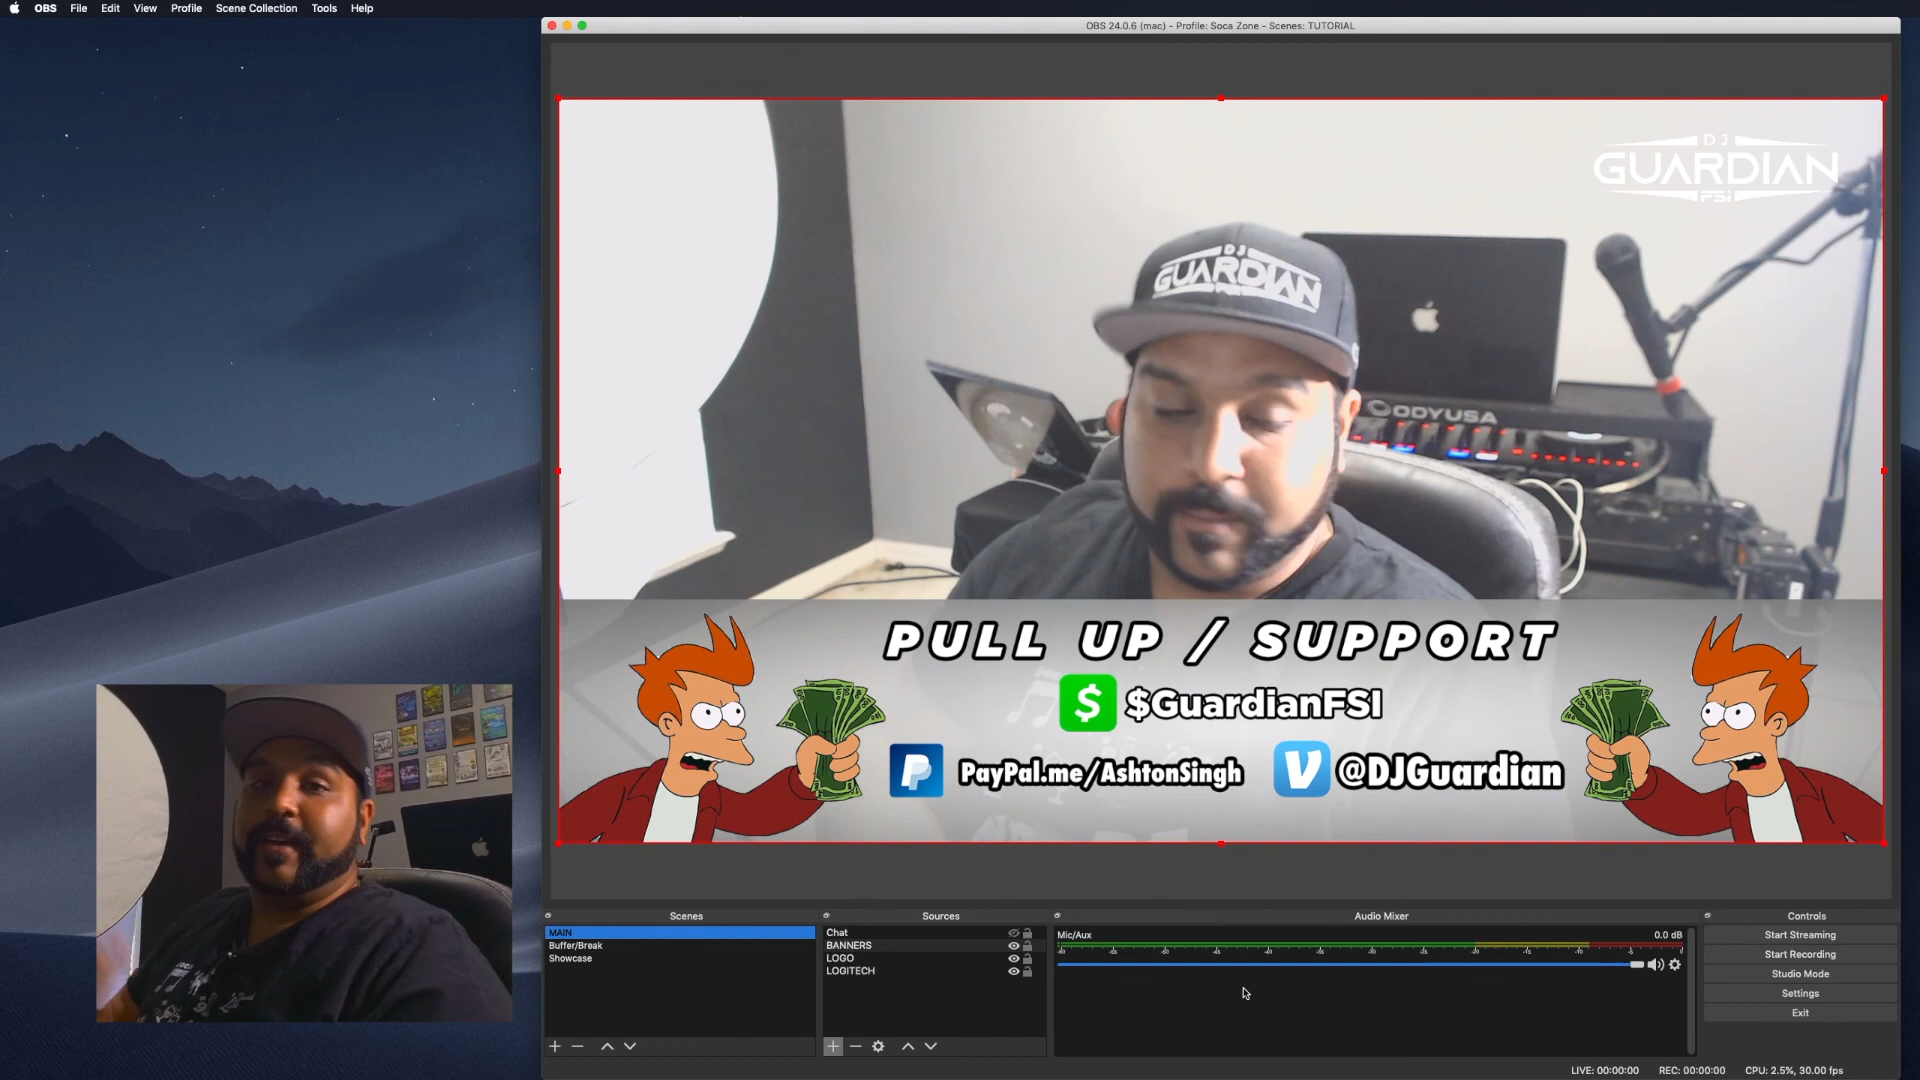 OBS File Edit View Profile Scene Collection Tools Help
OBS 24.0.6 (mac) - Profile: Soca Zone - Scenes: TUTORIAL
DJ
GUARDIAN
FSi
DJ
GUARDIAN
ODYUSA
PULL UP / SUPPORT
$ $GuardianFSI
PayPal.me/AshtonSingh
@DJGuardian
Scenes
MAIN
Buffer/Break
Showcase
Sources
Chat
BANNERS
LOGO
LOGITECH
Audio Mixer
Mic/Aux 0.0 dB
Controls
Start Streaming
Start Recording
Studio Mode
Settings
Exit
LIVE: 00:00:00 REC: 00:00:00 CPU: 2.5%, 30.00 fps